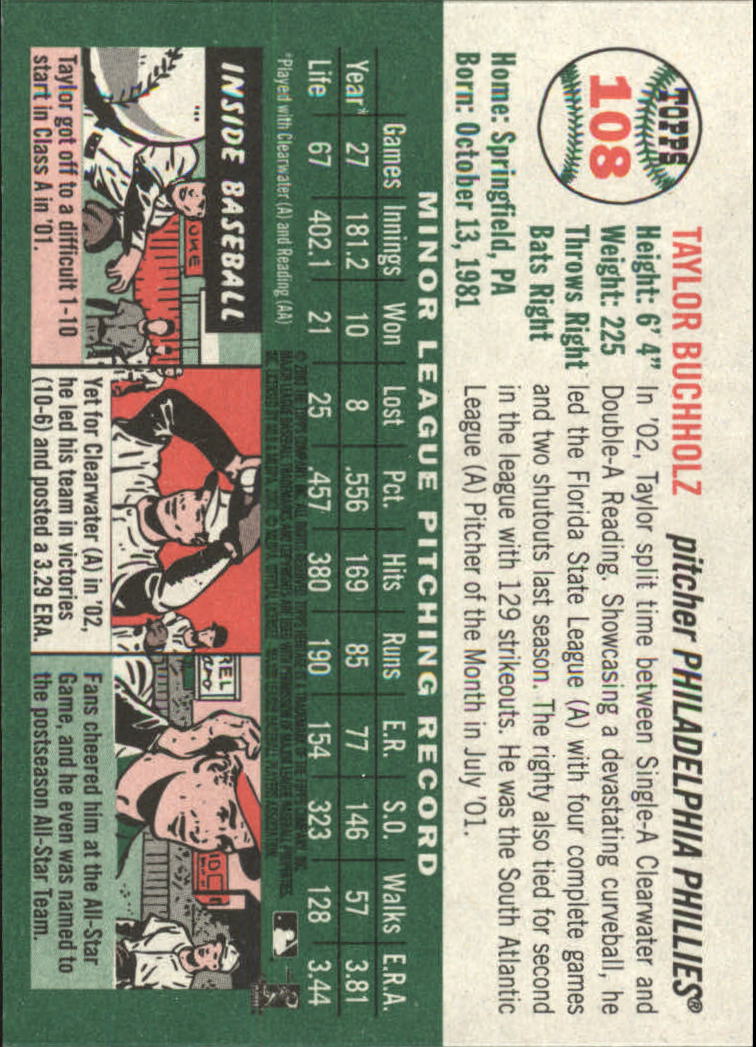 TOPPS
108
TAYLOR BUCHHOLZ pitcher PHILADELPHIA PHILLIES®
Height: 6' 4"
Weight: 225
Throws Right
Bats Right
Home: Springfield, PA
Born: October 13, 1981
In '02, Taylor split time between Single-A Clearwater and
Double-A Reading. Showcasing a devastating curveball, he
led the Florida State League (A) with four complete games
and two shutouts last season. The righty also tied for second
in the league with 129 strikeouts. He was the South Atlantic
League (A) Pitcher of the Month in July '01.
MINOR LEAGUE PITCHING RECORD
Games Innings Won Lost Pct. Hits Runs E.R. S.O. Walks E.R.A.
Year* 27 181.2 10 8 .556 169 85 77 146 57 3.81
Life 67 402.1 21 25 .457 380 190 154 323 128 3.44
*Played with Clearwater (A) and Reading (AA)
INSIDE BASEBALL
Taylor got off to a difficult 1-10
start in Class A in '01.
Yet for Clearwater (A) in '02,
he led his team in victories
(10-6) and posted a 3.29 ERA.
Fans cheered him at the All-Star
Game, and he even was named to
the postseason All-Star Team.